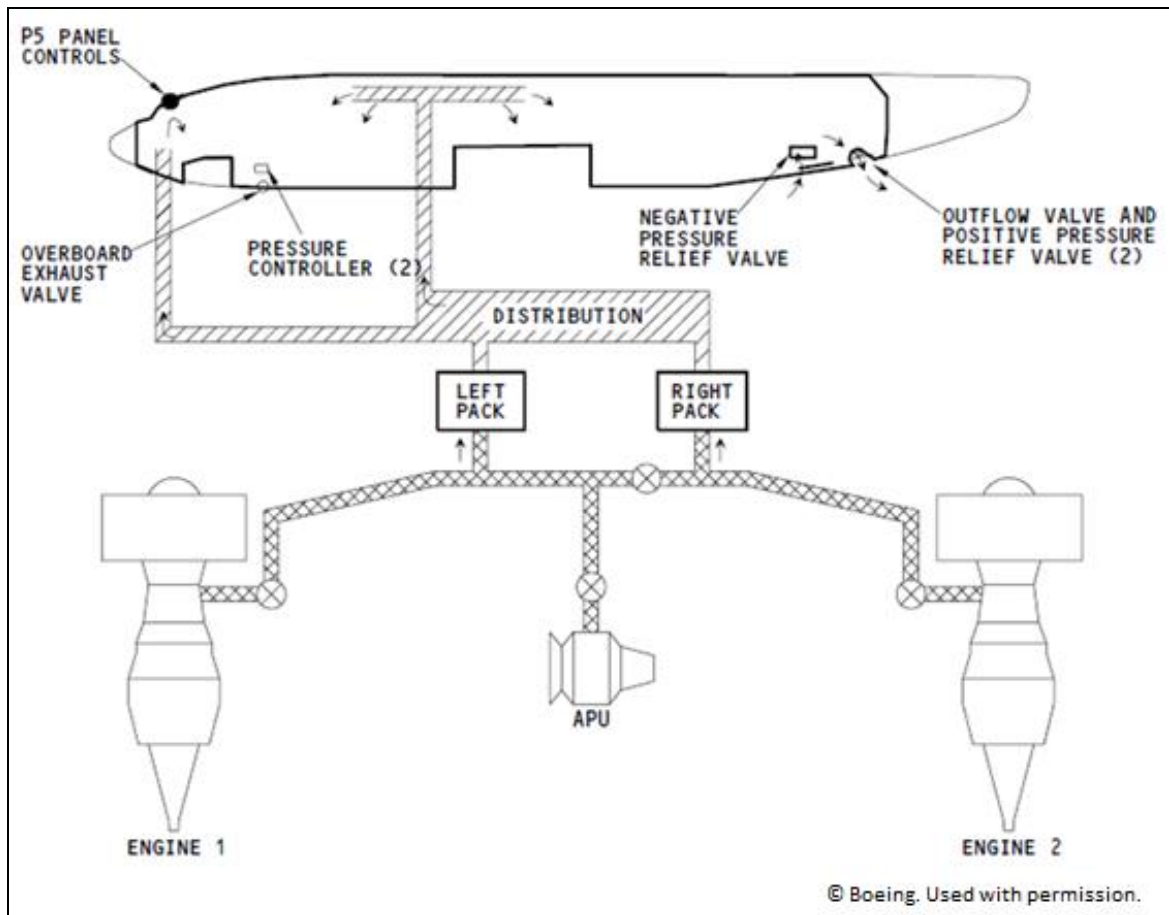 P5 PANEL
CONTROLS
OVERBOARD
EXHAUST
VALVE
PRESSURE
CONTROLLER (2)
NEGATIVE
PRESSURE
RELIEF VALVE
OUTFLOW VALVE AND
POSITIVE PRESSURE
RELIEF VALVE (2)
DISTRIBUTION
LEFT
PACK
RIGHT
PACK
APU
ENGINE 1
ENGINE 2
© Boeing. Used with permission.